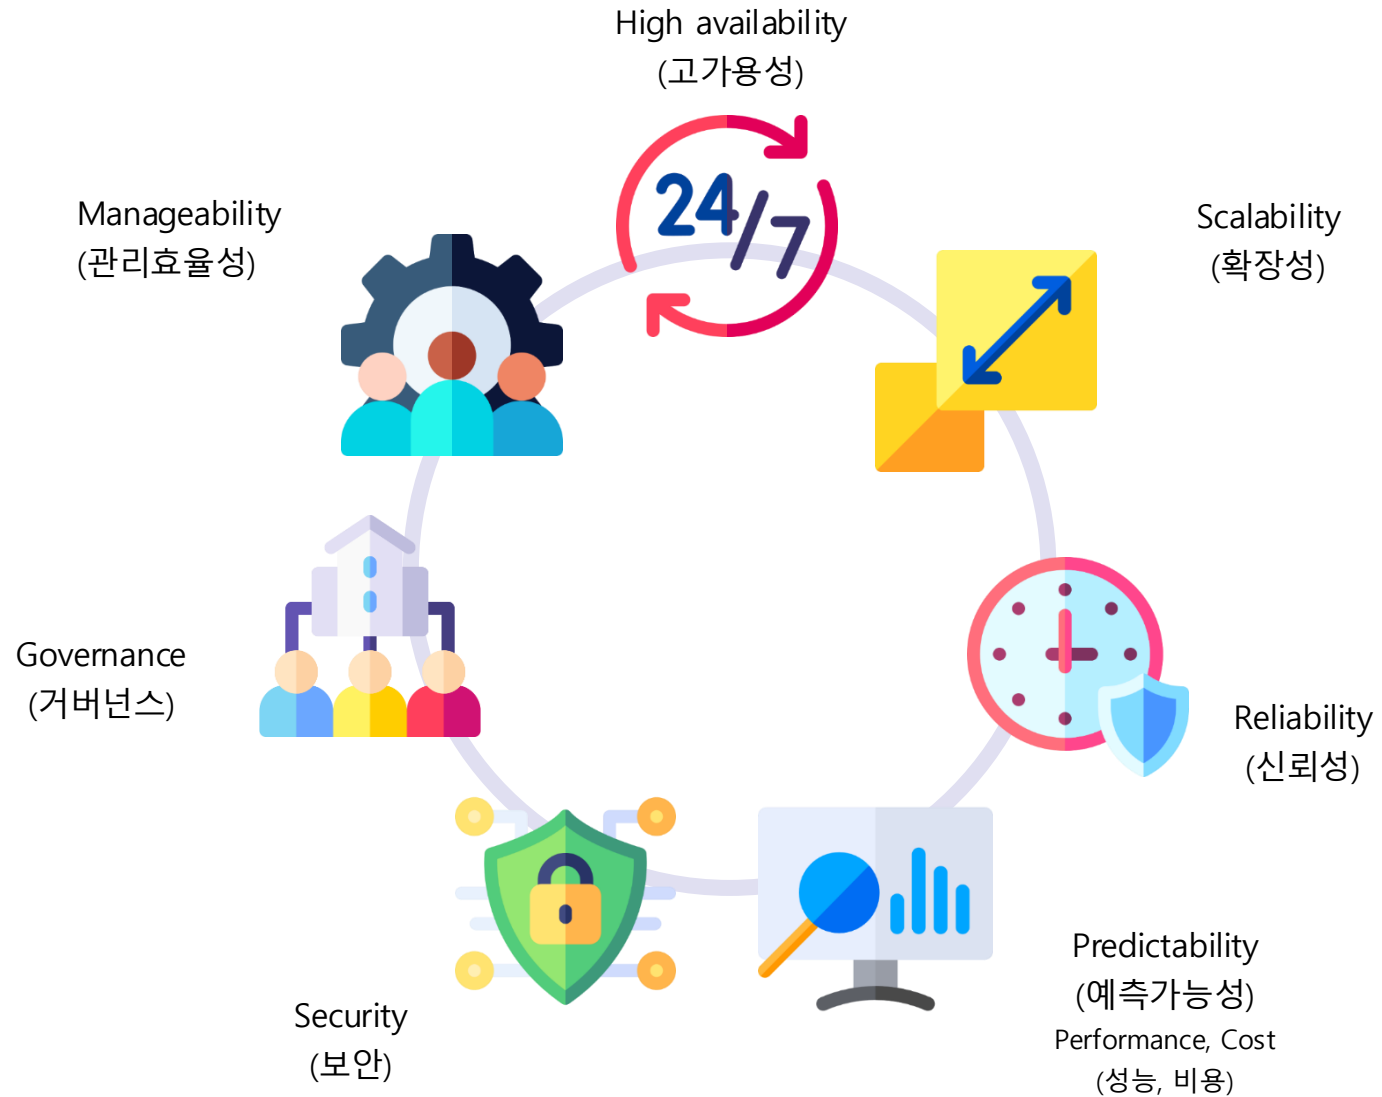 High availability
(고가용성)
24/7
Manageability
(관리효율성)
Scalability
(확장성)
Governance
(거버넌스)
Reliability
(신뢰성)
Predictability
(예측가능성)
Performance, Cost
(성능, 비용)
Security
(보안)